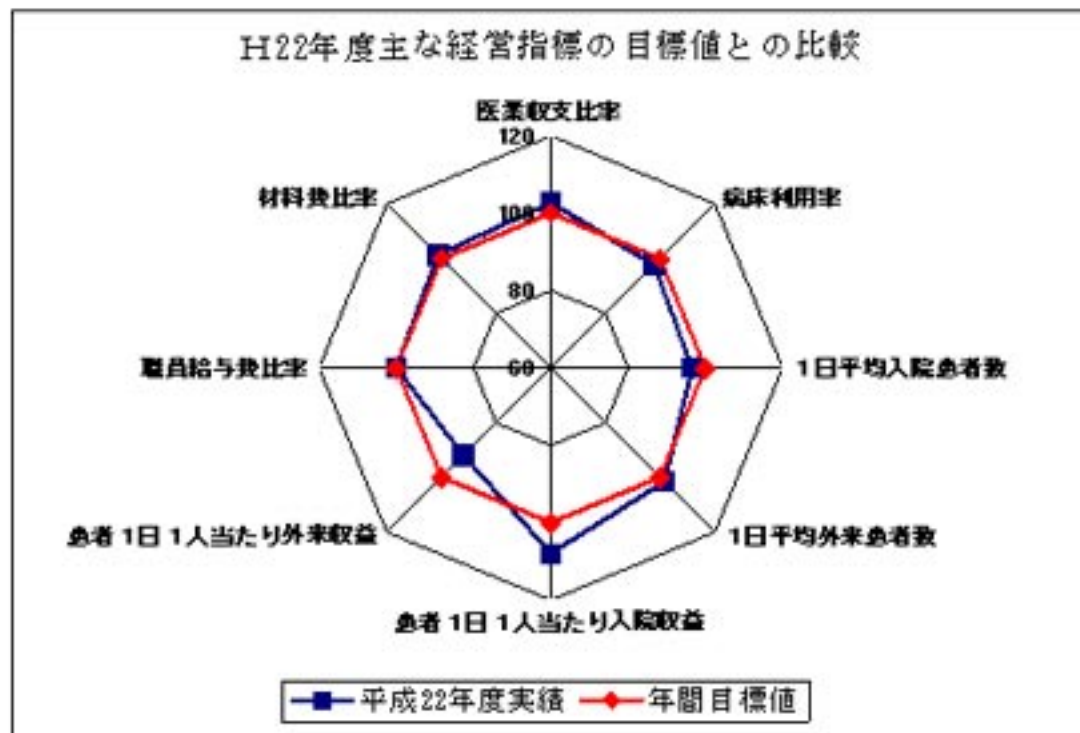 H22年度主な経営指標の目標値との比較
医業収支比率
120
材料費比率
病床利用率
100
80
職員給与費比率
60
1日平均入院患者数
患者1日1人当たり外来収益
1日平均外来患者数
患者1日1人当たり入院収益
平成22年度実績 年間目標値